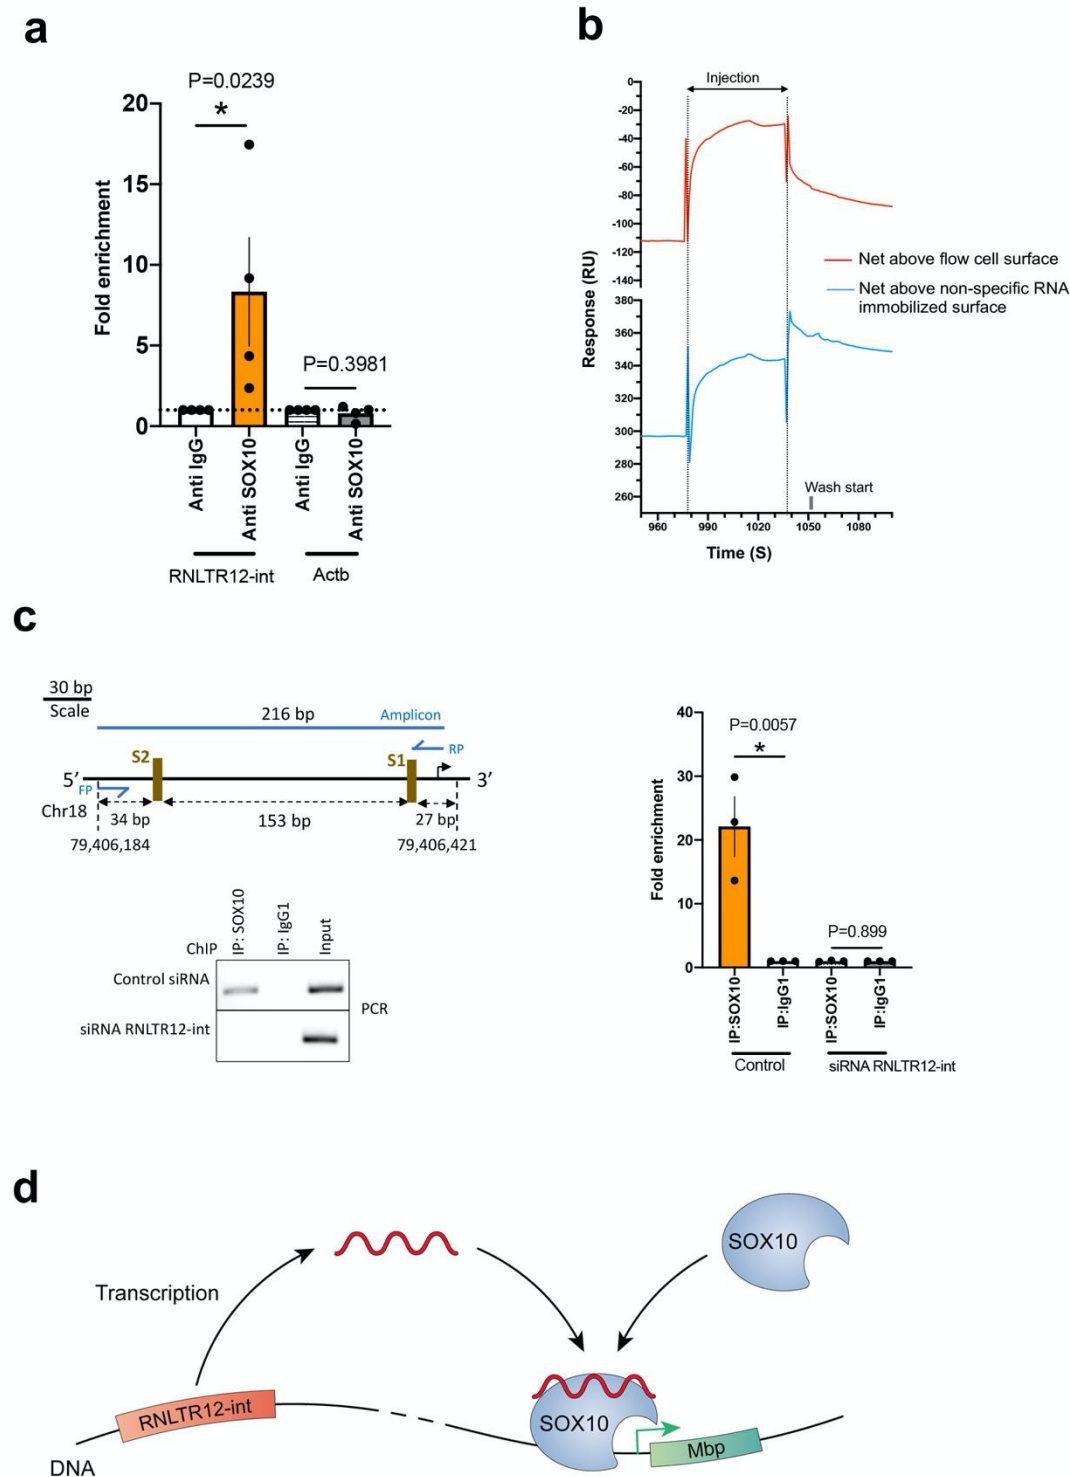 a
P=0.0239
*
20
15
10
5
0
Fold enrichment
P=0.3981
Anti IgG
Anti SOX10
Anti IgG
Anti SOX10
RNLTR12-int
Actb
b
Injection
0
-20
-40
-60
-80
-100
-120
-140
380
360
340
320
300
280
260
Response (RU)
Net above flow cell surface
Net above non-specific RNA
immobilized surface
Wash start
960 990 1020 1050 1080
Time (S)
c
30 bp
Scale
216 bp Amplicon
S2 S1 RP
5′ 3′
FP
Chr18
34 bp 153 bp 27 bp
79,406,184 79,406,421
ChIP IP: SOX10 IP: IgG1 Input
Control siRNA
PCR
siRNA RNLTR12-int
40
30
20
10
0
Fold enrichment
P=0.0057
*
P=0.899
IP:SOX10
IP:IgG1
IP:SOX10
IP:IgG1
Control
siRNA RNLTR12-int
d
SOX10
Transcription
RNLTR12-int
SOX10
Mbp
DNA